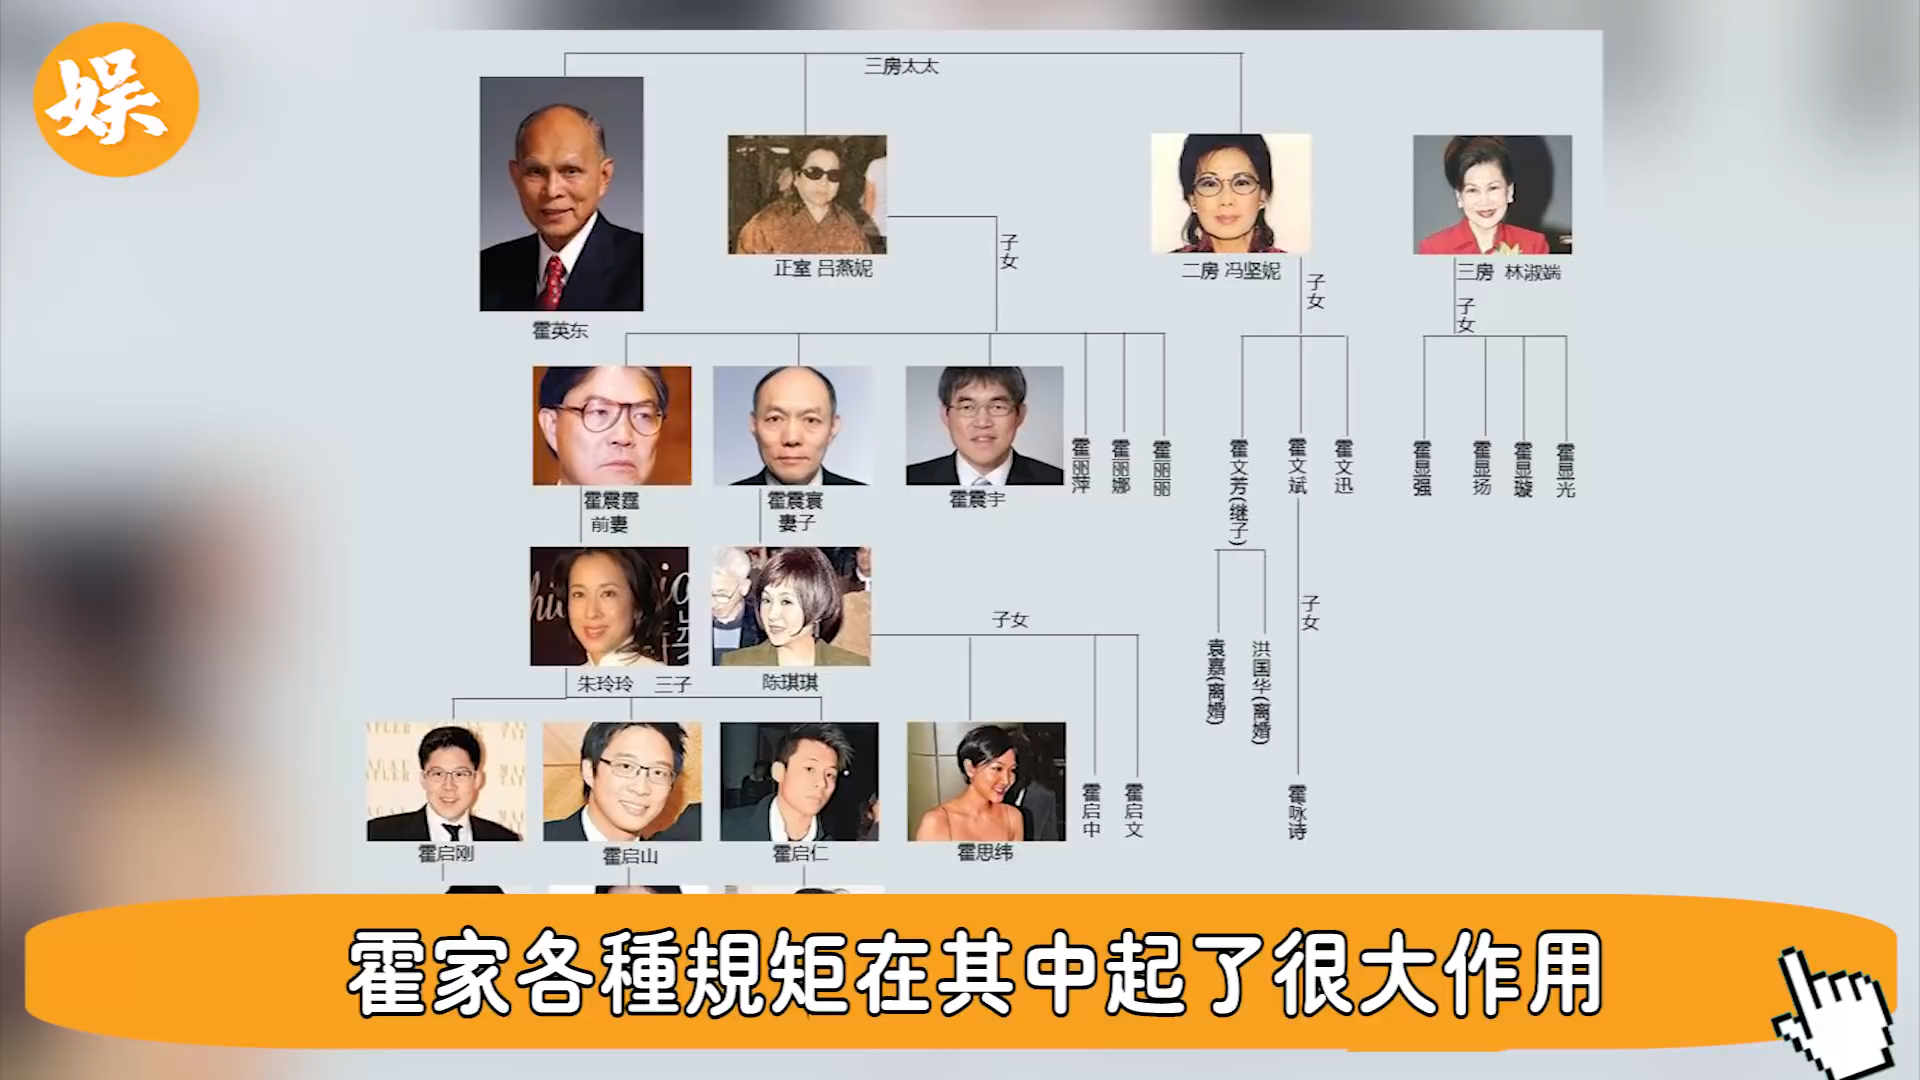 娱
三房太太
霍英东
正室 吕燕妮
子女
二房 冯坚妮
子女
三房 林淑端
子女
霍震霆
前妻
霍震寰
妻子
霍震宇
霍丽萍
霍丽娜
霍丽丽
霍文芳(继子)
霍文斌
霍文迅
霍显强
霍显扬
霍显璇
霍显光
朱玲玲 三子
陈琪琪
子女
袁嘉(离婚)
洪国华(离婚)
子女
霍启刚
霍启山
霍启仁
霍思纬
霍启中
霍启文
霍咏诗
霍家各種規矩在其中起了很大作用